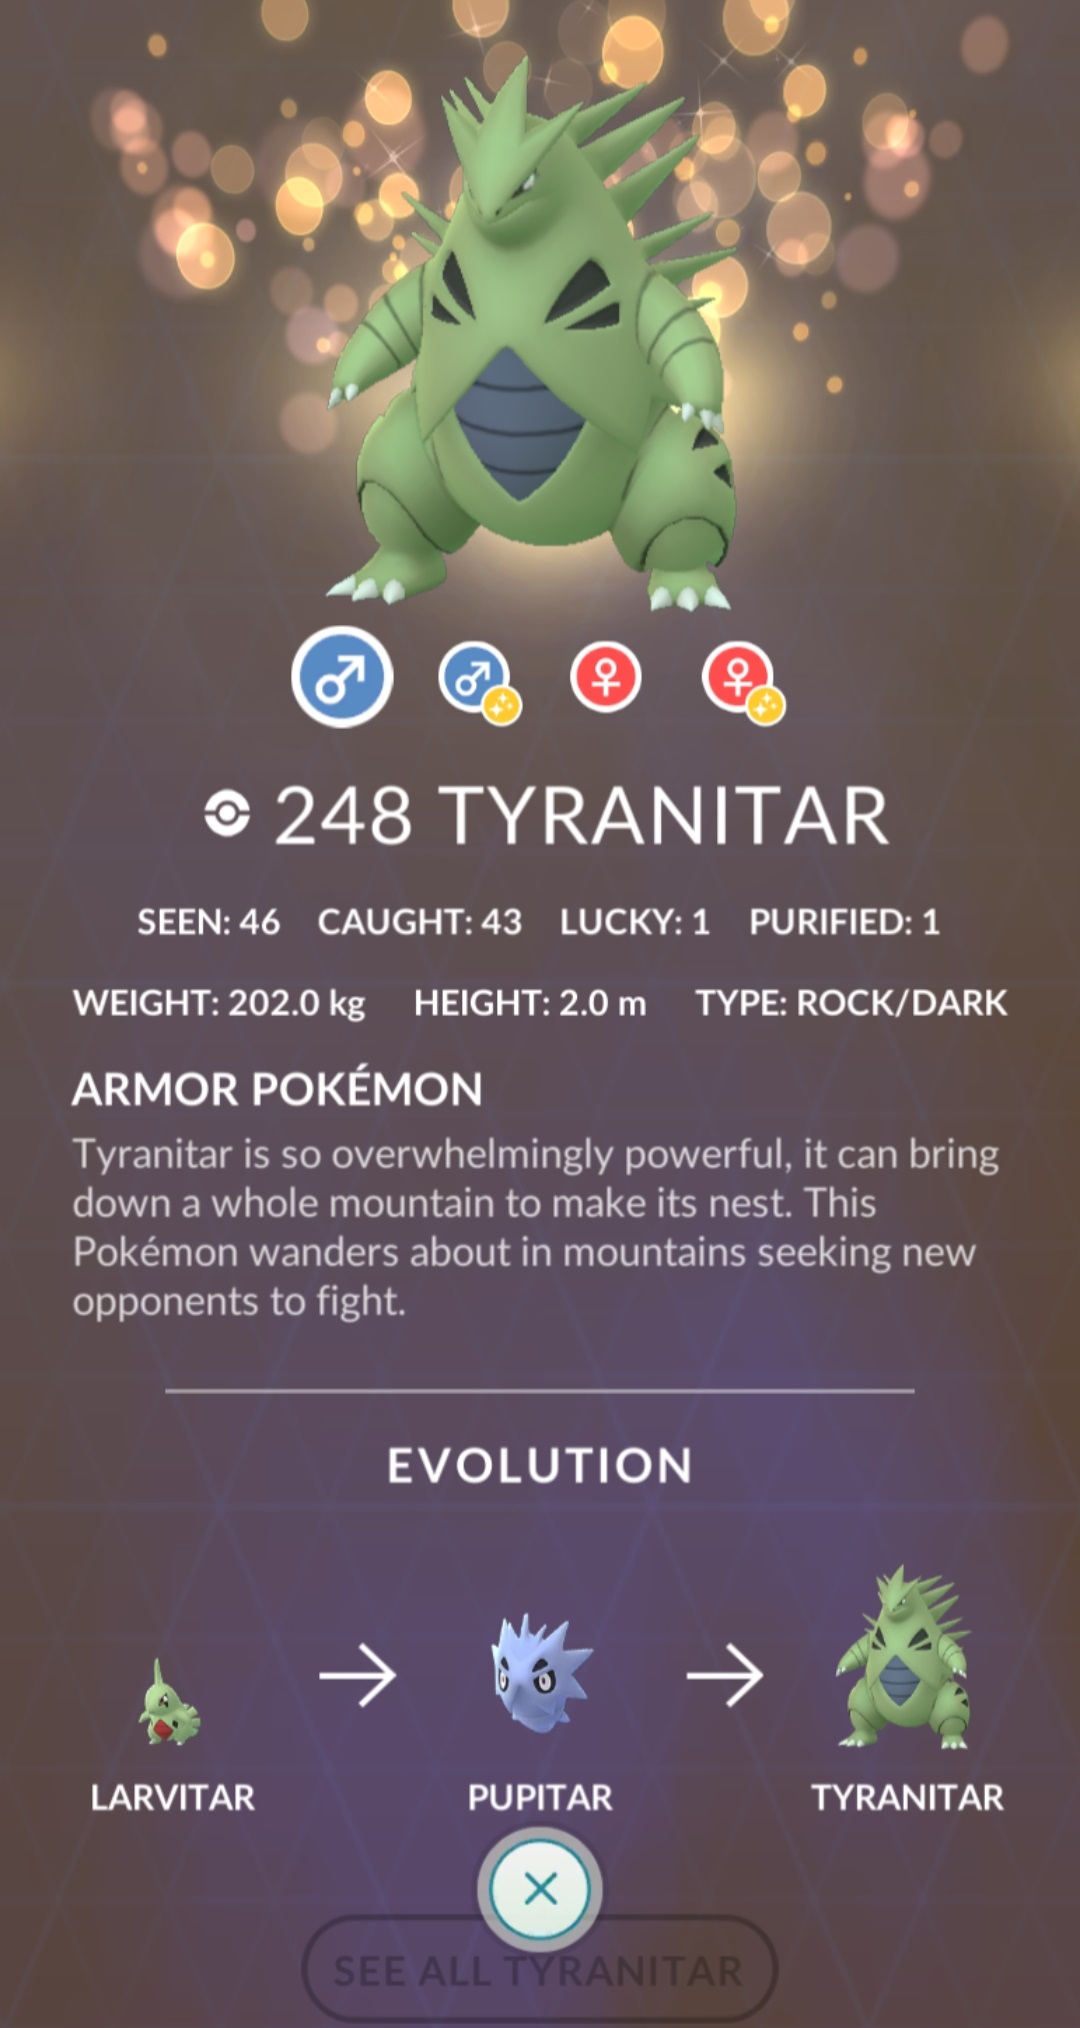 248 TYRANITAR
SEEN: 46 CAUGHT: 43 LUCKY: 1 PURIFIED: 1
WEIGHT: 202.0 kg HEIGHT: 2.0 m TYPE: ROCK/DARK
ARMOR POKÉMON
Tyranitar is so overwhelmingly powerful, it can bring
down a whole mountain to make its nest. This
Pokémon wanders about in mountains seeking new
opponents to fight.
EVOLUTION
LARVITAR PUPITAR TYRANITAR
SEE ALL TYRANITAR